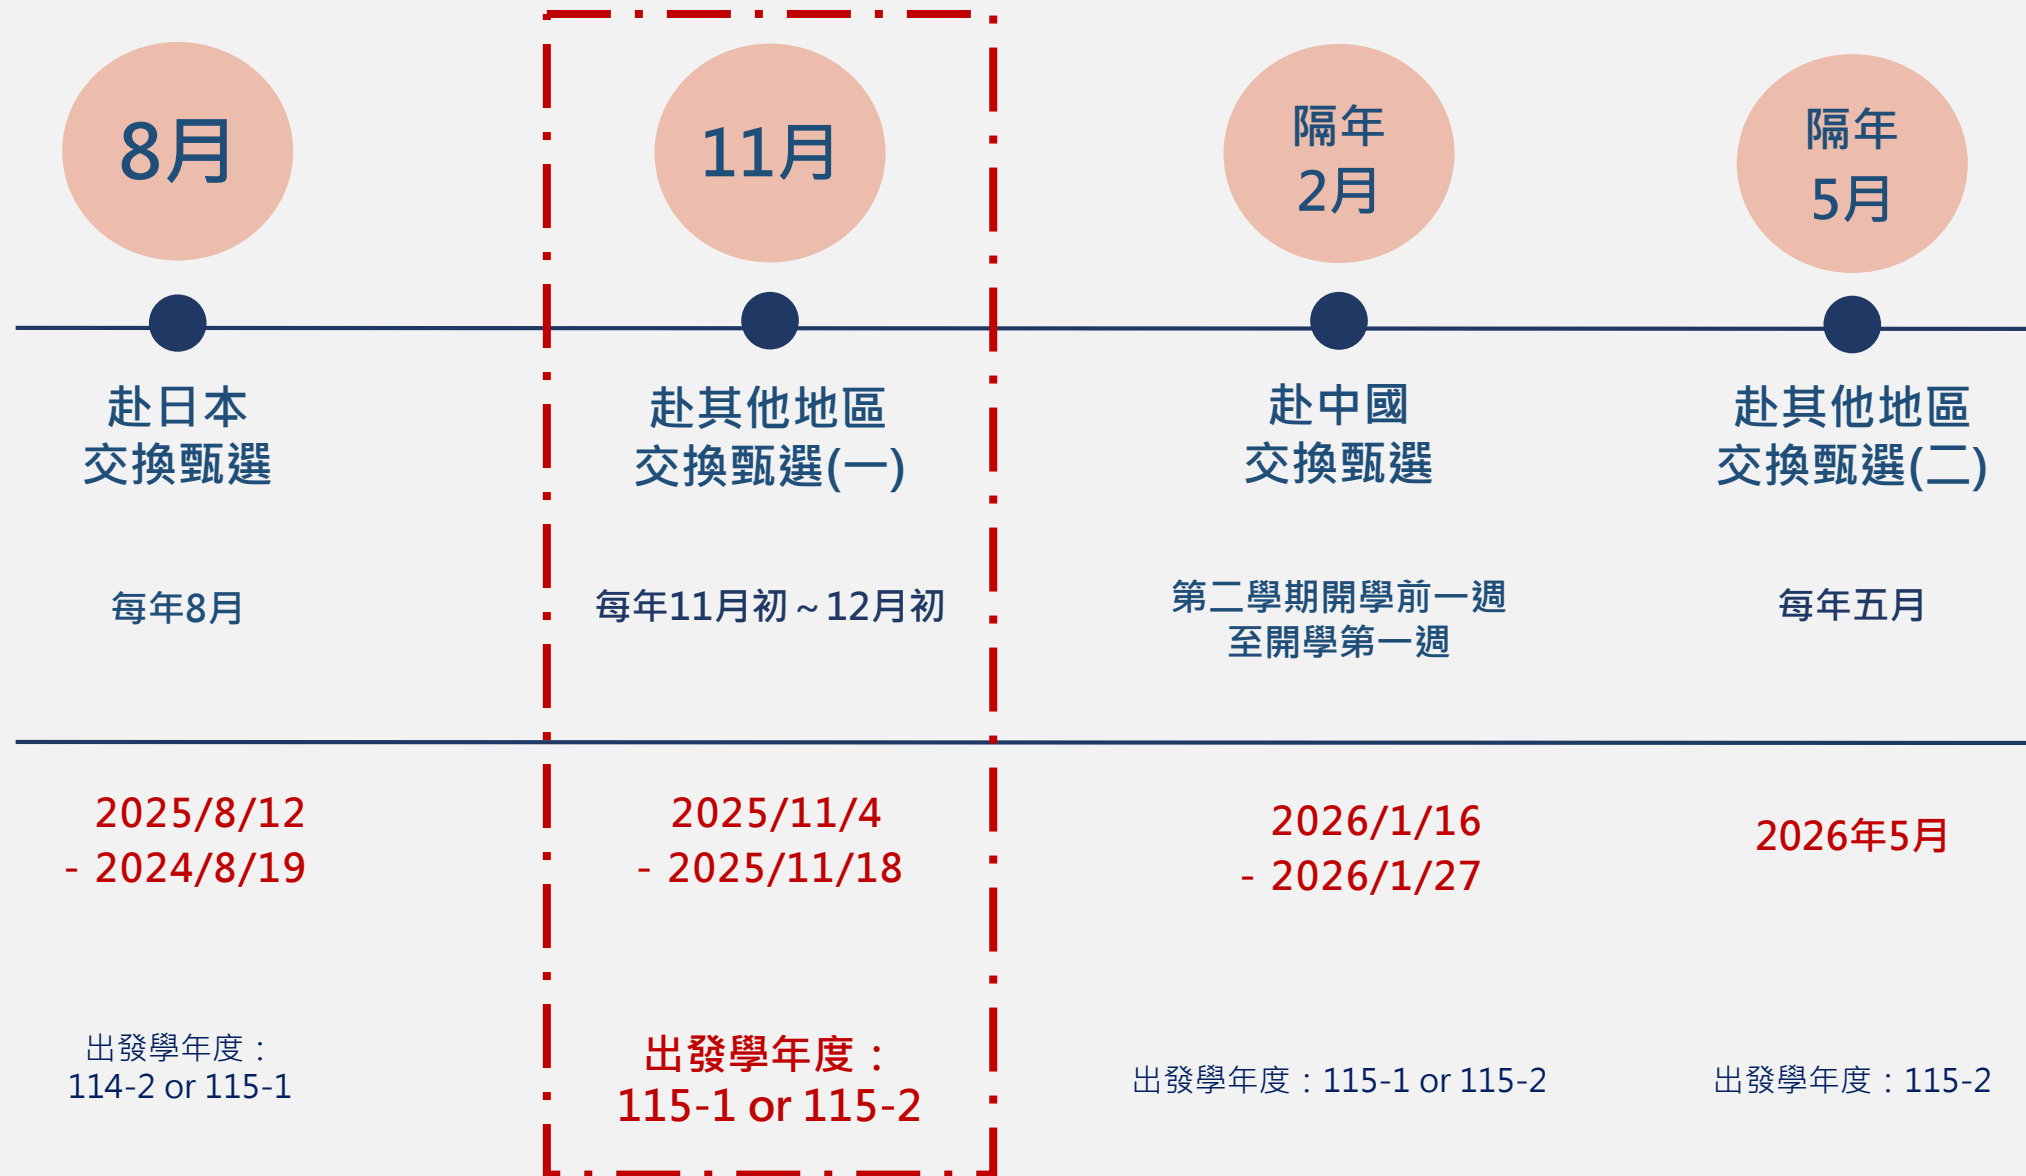 8月
赴日本
交換甄選
每年8月
2025/8/12
- 2024/8/19
出發學年度：
114-2 or 115-1
11月
赴其他地區
交換甄選(一)
每年11月初～12月初
2025/11/4
- 2025/11/18
出發學年度：
115-1 or 115-2
隔年
2月
赴中國
交換甄選
第二學期開學前一週
至開學第一週
2026/1/16
- 2026/1/27
出發學年度：115-1 or 115-2
隔年
5月
赴其他地區
交換甄選(二)
每年五月
2026年5月
出發學年度：115-2